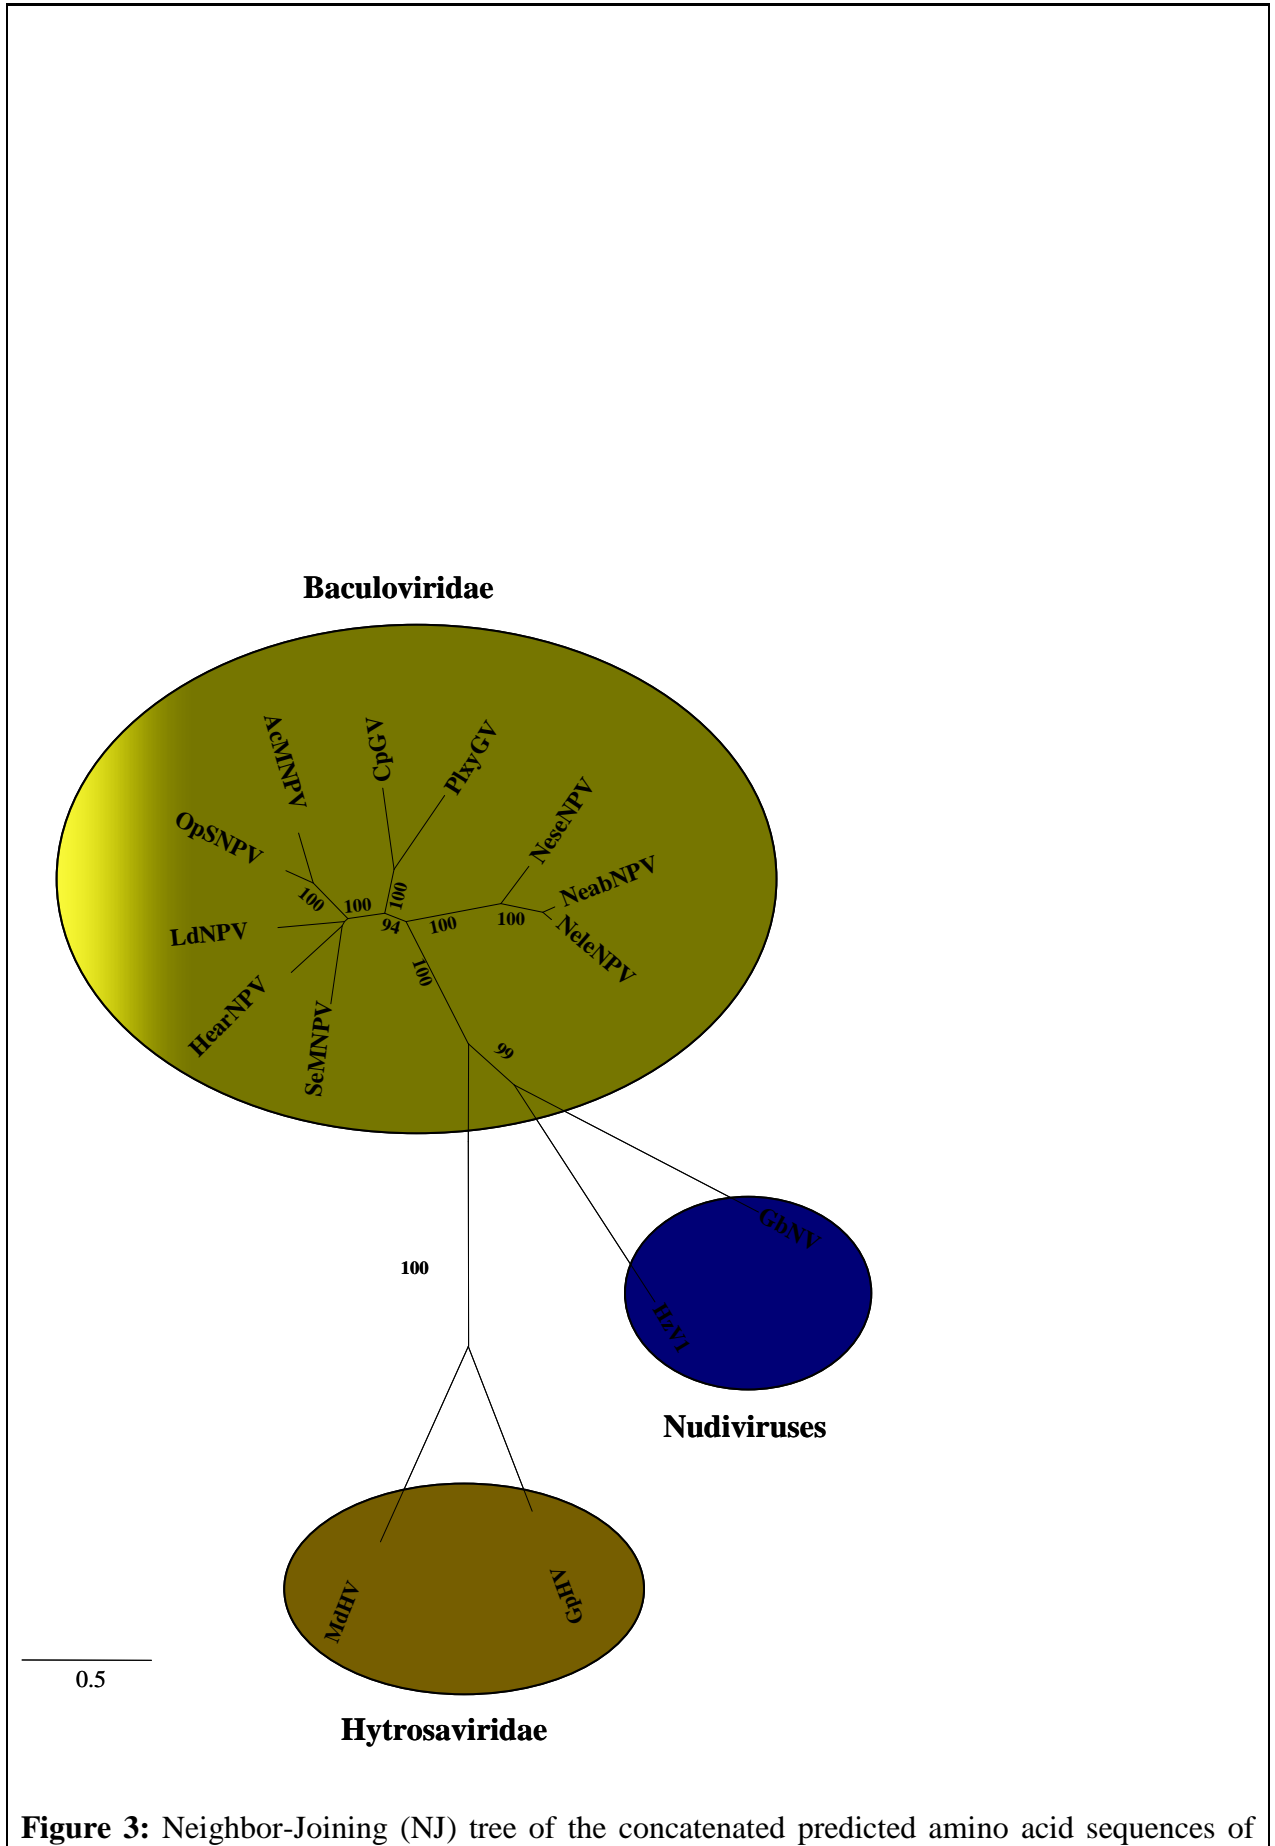 Baculoviridae
AcMNPV
CpGV
PlxyGV
NeseNPV
OpSNPV
NeabNPV
100
100
100
LdNPV
94
100
100
NeleNPV
100
HearNPV
SeMNPV
99
GbNV
100
HzV1
Nudiviruses
MdHV
GpHV
0.5
Hytrosaviridae
Figure 3: Neighbor-Joining (NJ) tree of the concatenated predicted amino acid sequences of